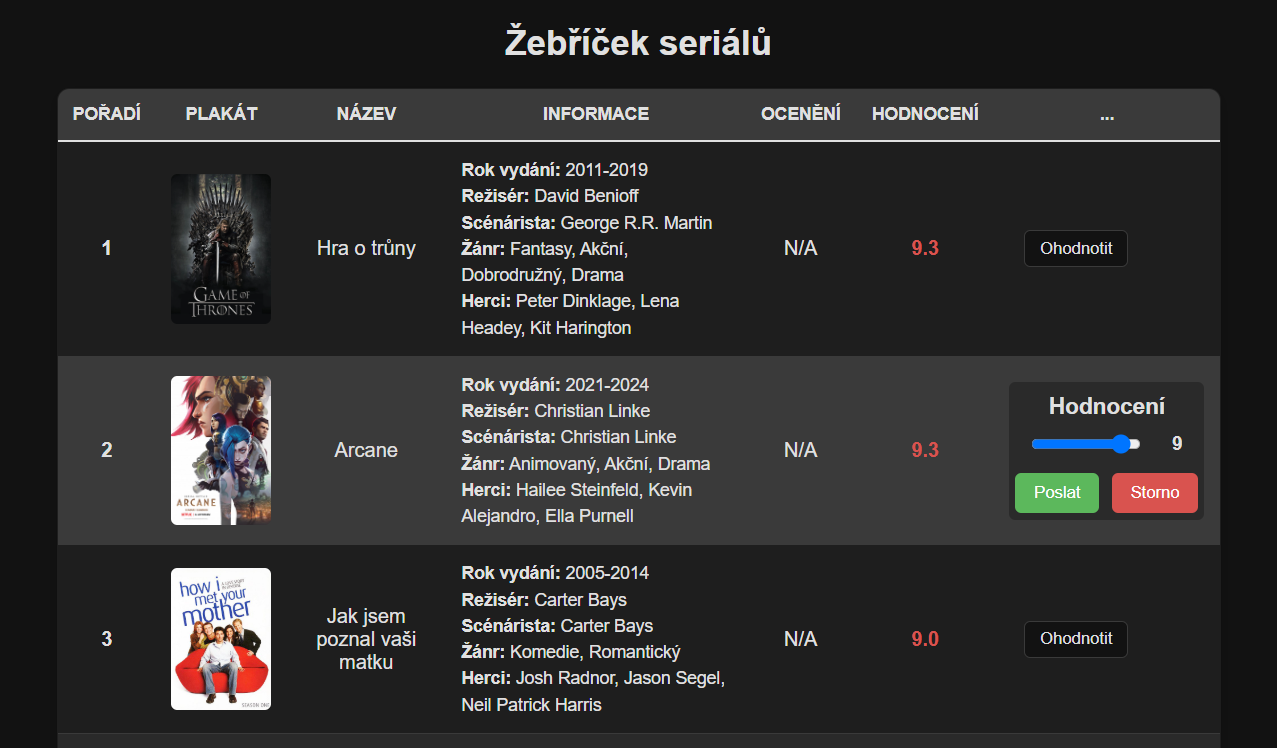 Žebříček seriálů
POŘADÍ PLAKÁT NÁZEV INFORMACE OCENĚNÍ HODNOCENÍ ...
1
GAME OF
THRONES
Hra o trůny
Rok vydání: 2011-2019
Režisér: David Benioff
Scénárista: George R.R. Martin
Žánr: Fantasy, Akční,
Dobrodružný, Drama
Herci: Peter Dinklage, Lena
Headey, Kit Harington
N/A
9.3
Ohodnotit
2
ARCANE
Arcane
Rok vydání: 2021-2024
Režisér: Christian Linke
Scénárista: Christian Linke
Žánr: Animovaný, Akční, Drama
Herci: Hailee Steinfeld, Kevin
Alejandro, Ella Purnell
N/A
9.3
Hodnocení
9
Poslat Storno
3
how i
met your
mother
SEASON ONE
Jak jsem
poznal vaši
matku
Rok vydání: 2005-2014
Režisér: Carter Bays
Scénárista: Carter Bays
Žánr: Komedie, Romantický
Herci: Josh Radnor, Jason Segel,
Neil Patrick Harris
N/A
9.0
Ohodnotit